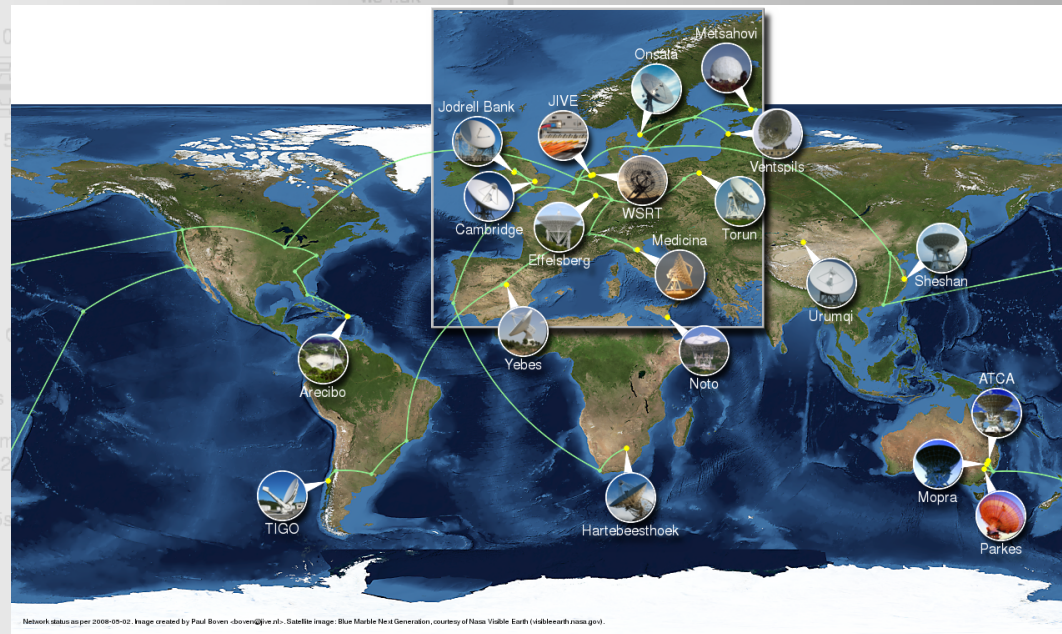 Metsahovi
Onsala
JIVE
Jodrell Bank
Ventspils
WSRT
Cambridge
Torun
Medicina
Effelsberg
Sheshan
Urumqi
Yebes
Noto
Arecibo
ATCA
Mopra
TIGO
Hartebeesthoek
Parkes
Network status as per 2008-05-02. Image created by Paul Boven <boven@jive.nl>. Satellite image: Blue Marble Next Generation, courtesy of Nasa Visible Earth (visibleearth.nasa.gov).